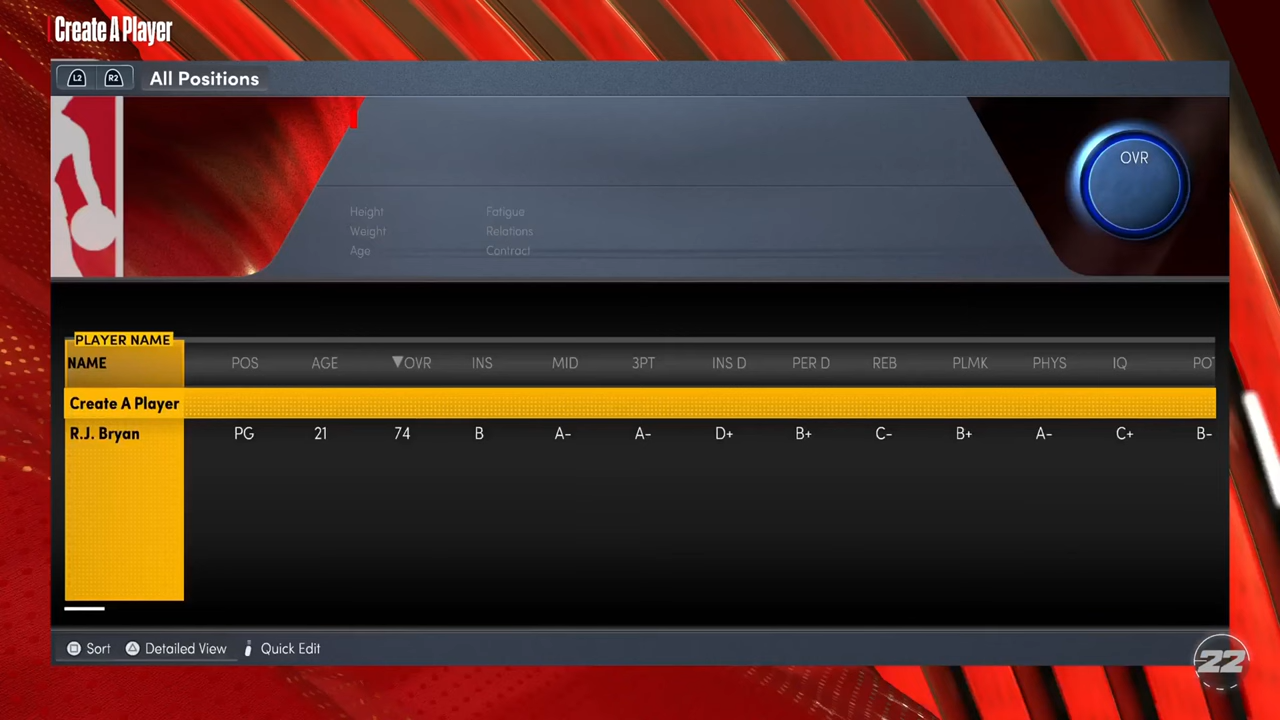 Create A Player
L2 R2 All Positions
OVR
Height Fatigue
Weight Relations
Age Contract
PLAYER NAME
NAME POS AGE ▼OVR INS MID 3PT INS D PER D REB PLMK PHYS IQ POT
Create A Player
R.J. Bryan PG 21 74 B A- A- D+ B+ C- B+ A- C+ B-
Sort Detailed View Quick Edit
22